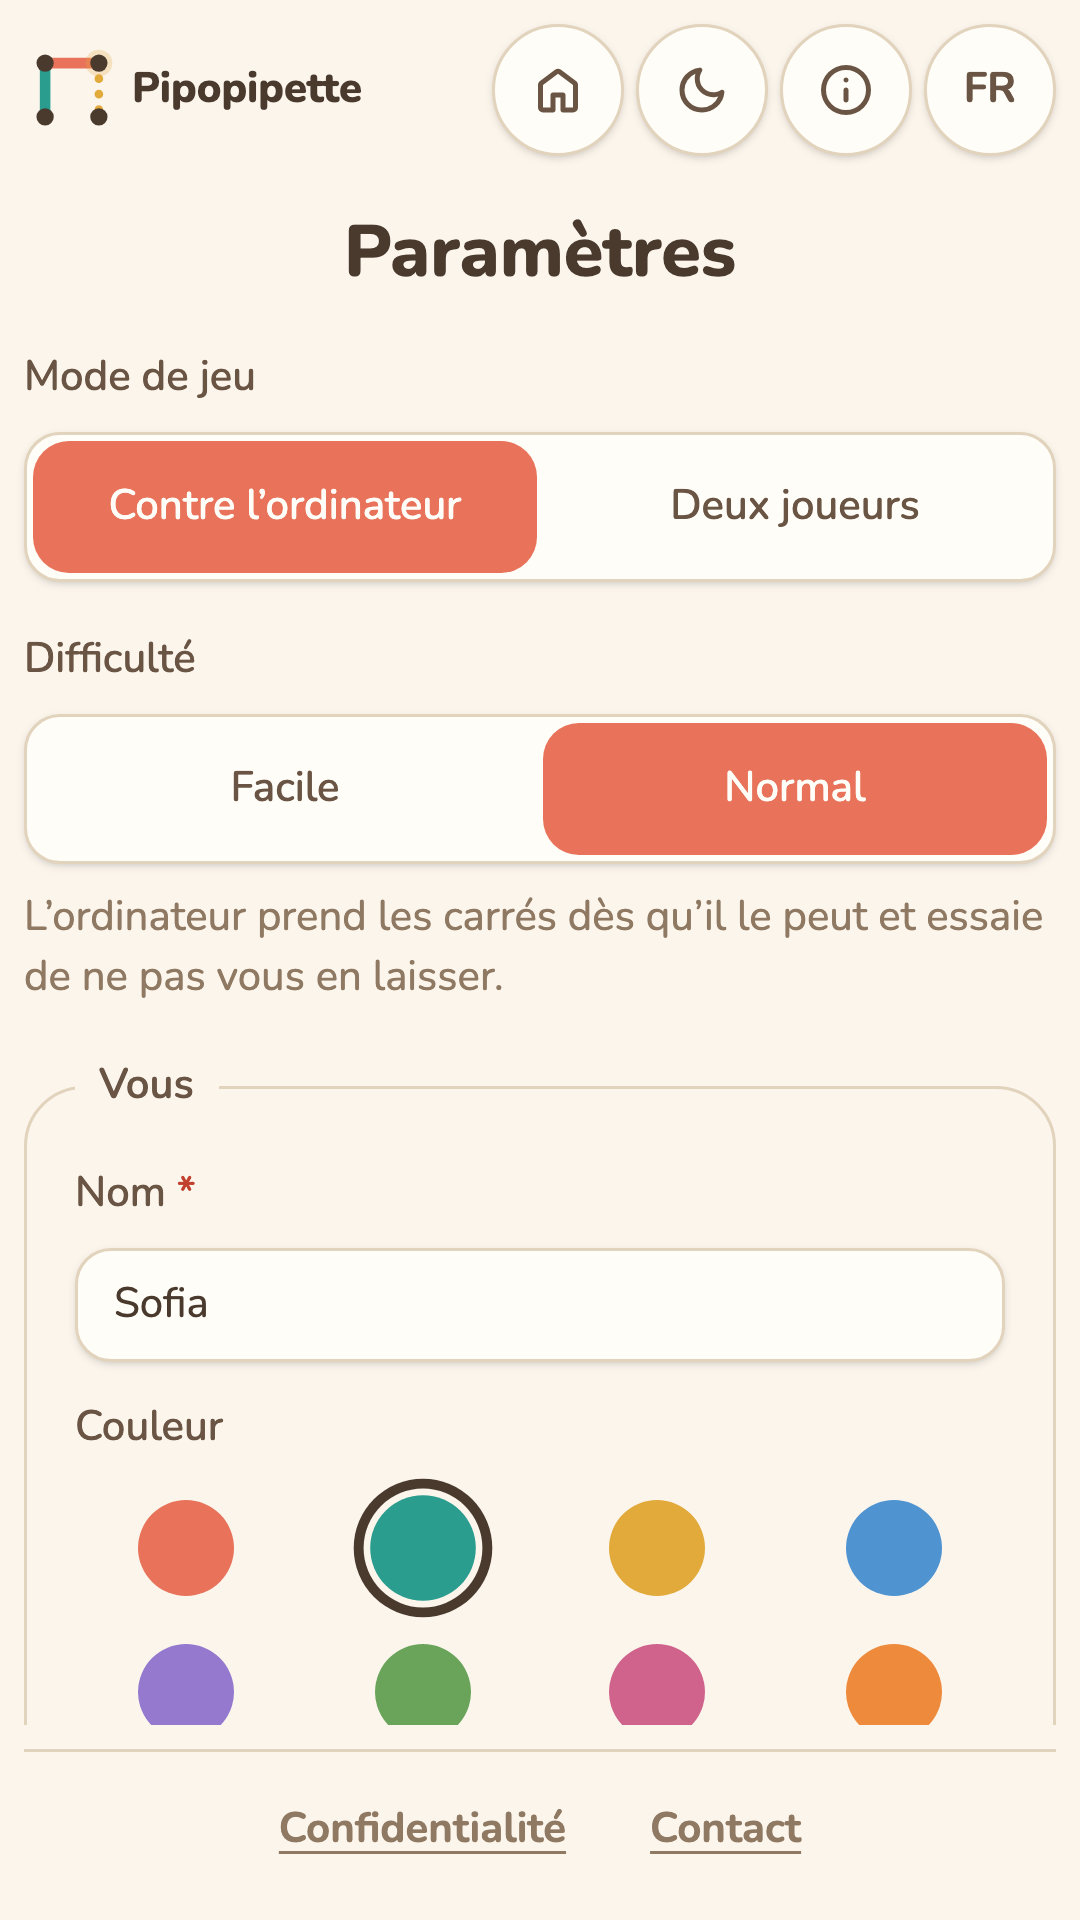 Pipopipette
FR
Paramètres
Mode de jeu
Contre l’ordinateur
Deux joueurs
Difficulté
Facile
Normal
L’ordinateur prend les carrés dès qu’il le peut et essaie
de ne pas vous en laisser.
Vous
Nom *
Sofia
Couleur
Confidentialité
Contact